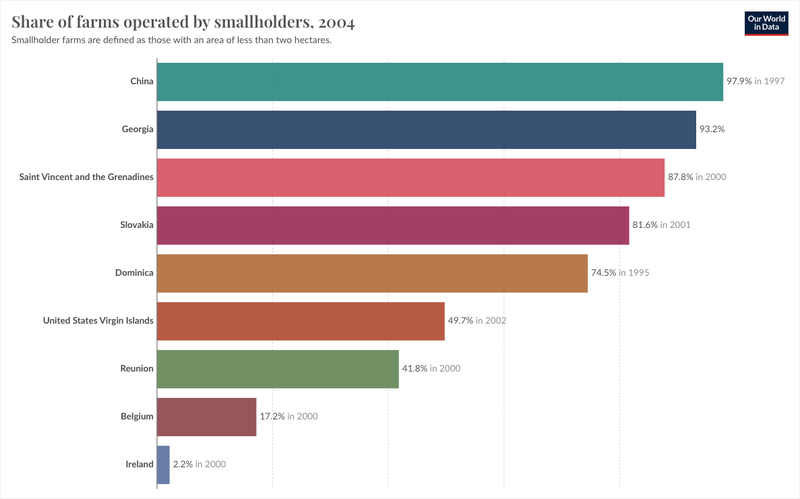 Share of farms operated by smallholders, 2004
Smallholder farms are defined as those with an area of less than two hectares.
Our World
in Data
China 97.9% in 1997
Georgia 93.2%
Saint Vincent and the Grenadines 87.8% in 2000
Slovakia 81.6% in 2001
Dominica 74.5% in 1995
United States Virgin Islands 49.7% in 2002
Reunion 41.8% in 2000
Belgium 17.2% in 2000
Ireland 2.2% in 2000